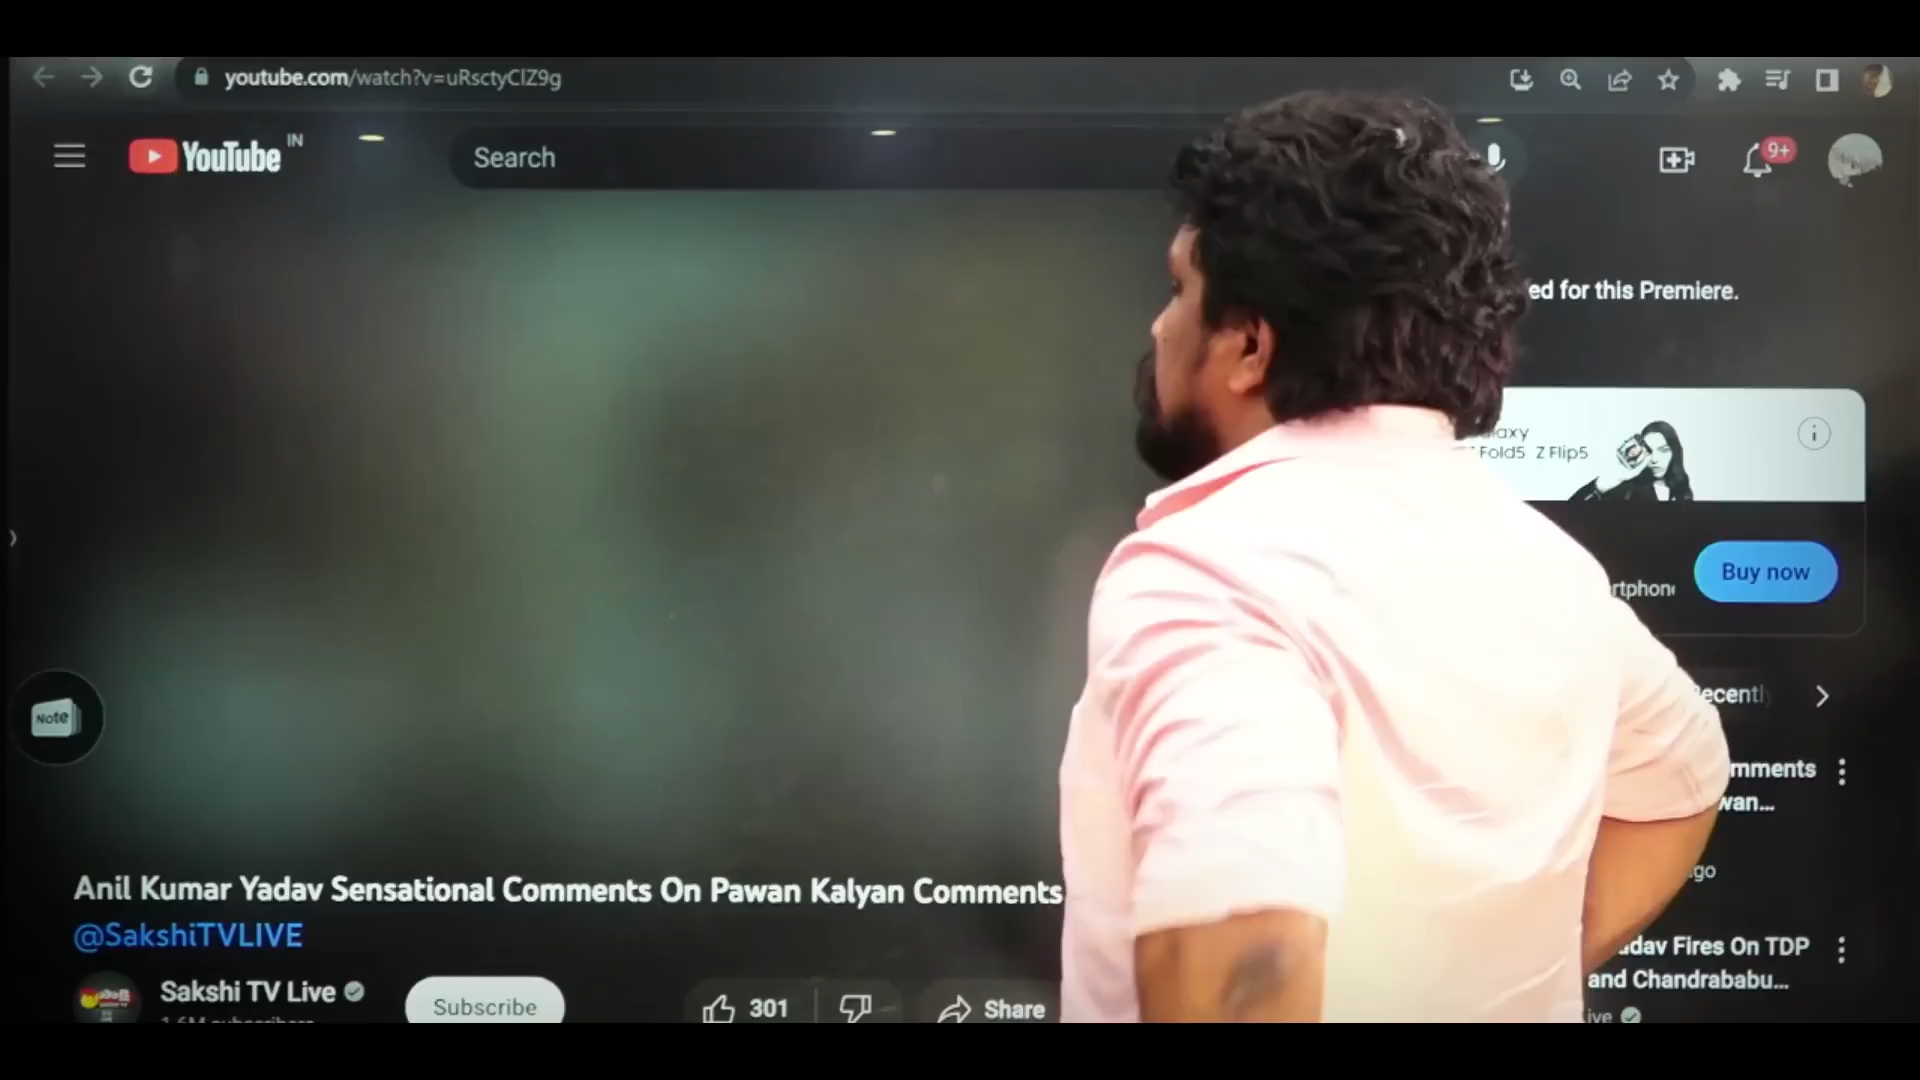 youtube.com/watch?v=uRsctyClZ9g
YouTube IN
Search
9+
ed for this Premiere.
Fold5 Z Flip5
Buy now
Note
Anil Kumar Yadav Sensational Comments On Pawan Kalyan Comments
@SakshiTVLIVE
Sakshi TV Live
Subscribe
301
Share
adav Fires On TDP
and Chandrababu...